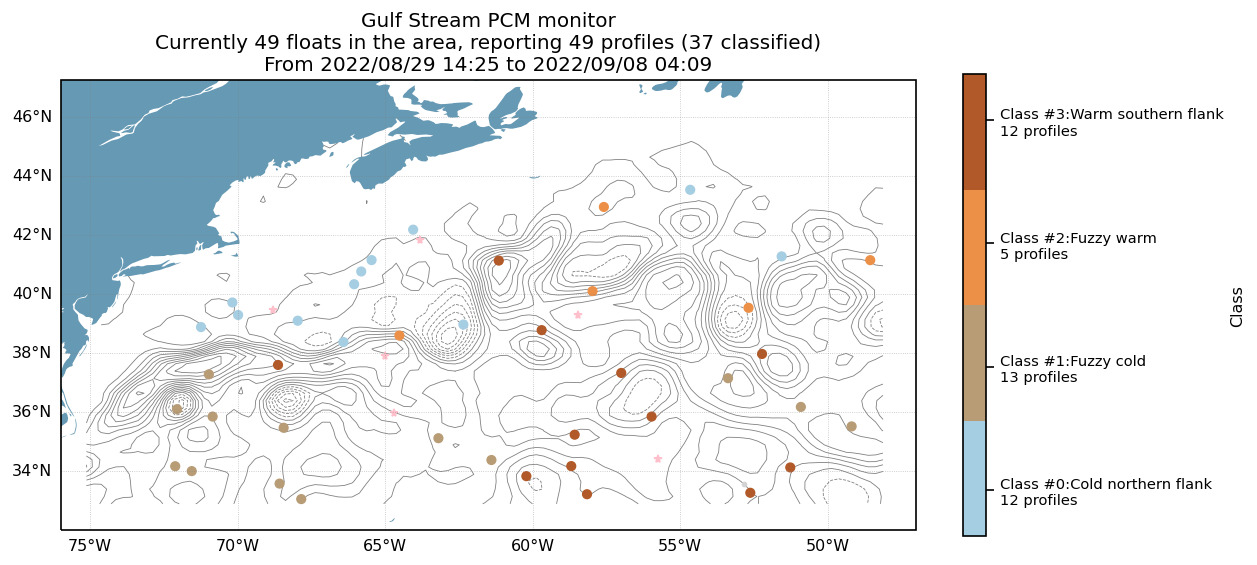 Gulf Stream PCM monitor
Currently 49 floats in the area, reporting 49 profiles (37 classified)
From 2022/08/29 14:25 to 2022/09/08 04:09
46°N
44°N
42°N
40°N
38°N
36°N
34°N
75°W
70°W
65°W
60°W
55°W
50°W
Class #3:Warm southern flank
12 profiles
Class #2:Fuzzy warm
5 profiles
Class #1:Fuzzy cold
13 profiles
Class #0:Cold northern flank
12 profiles
Class